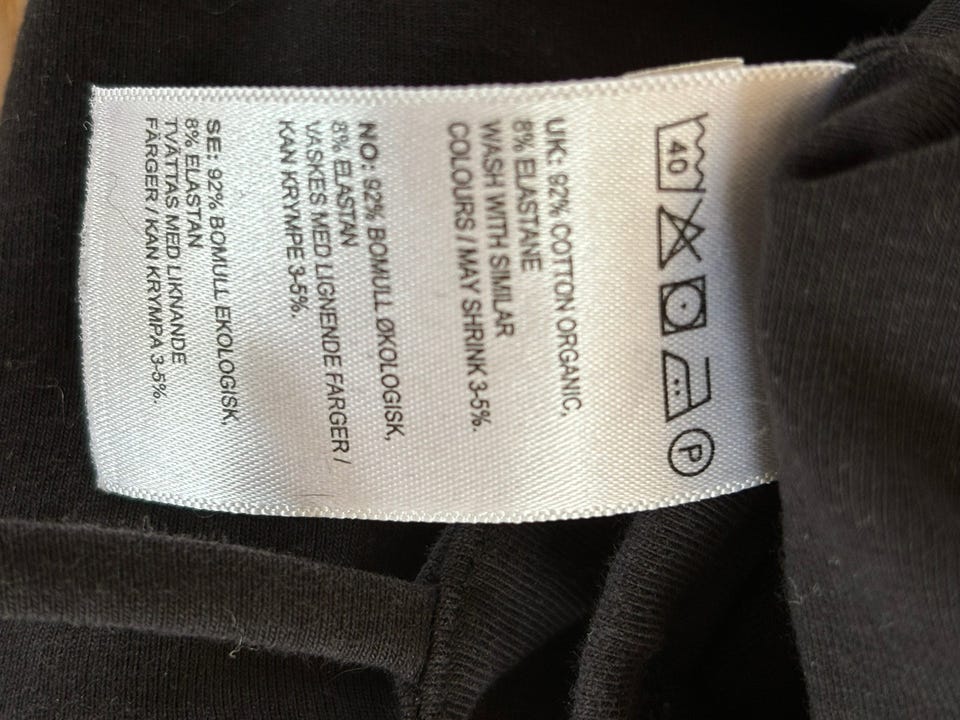 40
P
UK: 92% COTTON ORGANIC,
8% ELASTANE
WASH WITH SIMILAR
COLOURS / MAY SHRINK 3-5%.
NO: 92% BOMULL ØKOLOGISK,
8% ELASTAN
VASKES MED LIGNENDE FARGER /
KAN KRYMPE 3-5%.
SE: 92% BOMULL EKOLOGISK,
8% ELASTAN
TVÄTTAS MED LIKNANDE
FÄRGER / KAN KRYMPA 3-5%.